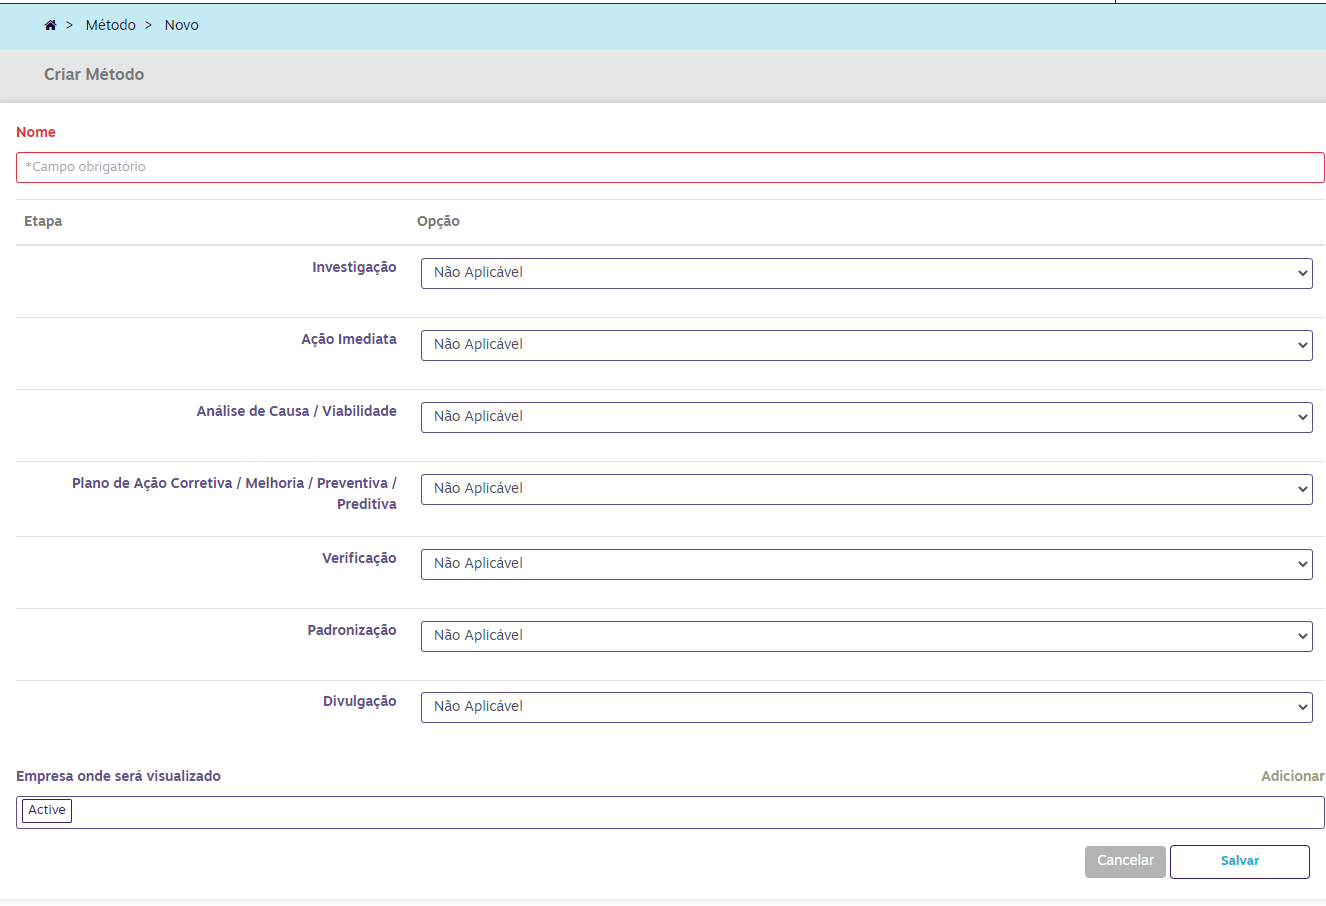 > Método > Novo
Criar Método
Nome
*Campo obrigatório
Etapa Opção
Investigação Não Aplicável
Ação Imediata Não Aplicável
Análise de Causa / Viabilidade Não Aplicável
Plano de Ação Corretiva / Melhoria / Preventiva / Não Aplicável
Preditiva
Verificação Não Aplicável
Padronização Não Aplicável
Divulgação Não Aplicável
Empresa onde será visualizado Adicionar
Active
Cancelar Salvar